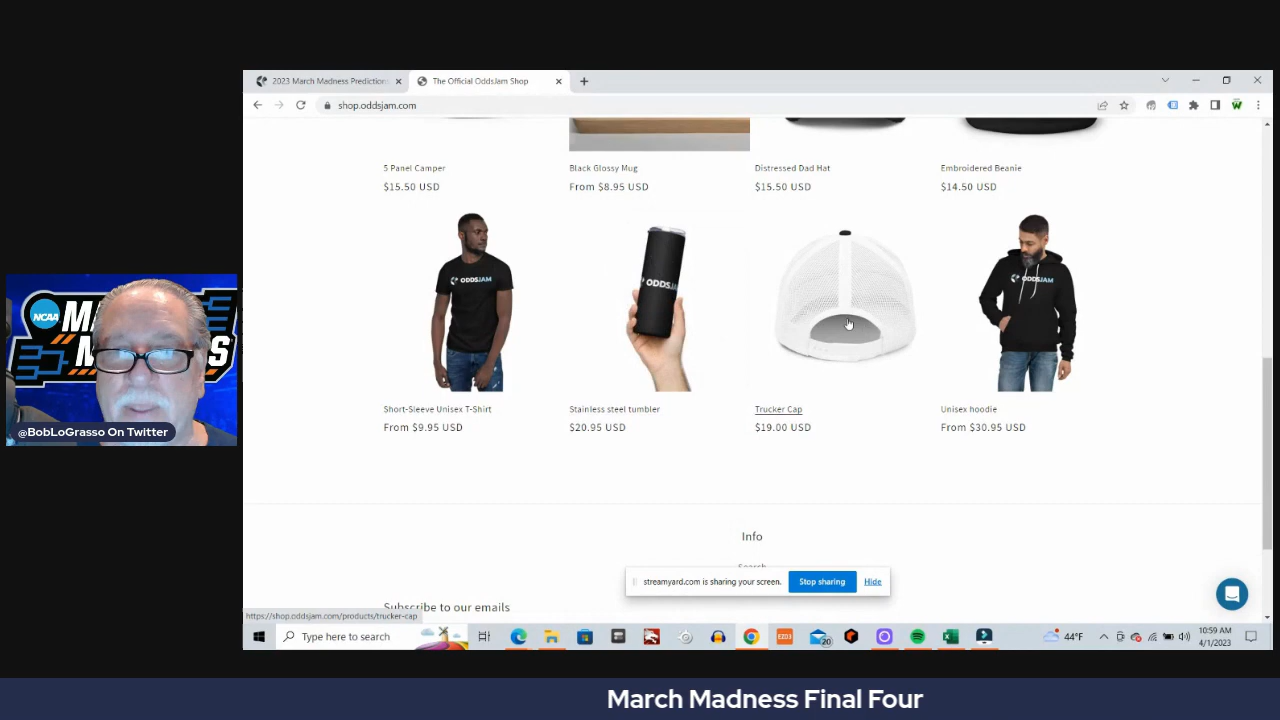 2023 March Madness Prediction
The Official OddsJam Shop
shop.oddsjam.com
5 Panel Camper
$15.50 USD
Black Glossy Mug
From $8.95 USD
Distressed Dad Hat
$15.50 USD
Embroidered Beanie
$14.50 USD
ODDSJAM
ODDSJ
ODDSJAM
Short-Sleeve Unisex T-Shirt
From $9.95 USD
Stainless steel tumbler
$20.95 USD
Trucker Cap
$19.00 USD
Unisex hoodie
From $30.95 USD
NCAA
@BobLoGrasso On Twitter
Info
Search
streamyard.com is sharing your screen.
Stop sharing
Hide
Subscribe to our emails
https://shop.oddsjam.com/products/trucker-cap
Type here to search
20
44°F
10:59 AM
4/1/2023
March Madness Final Four